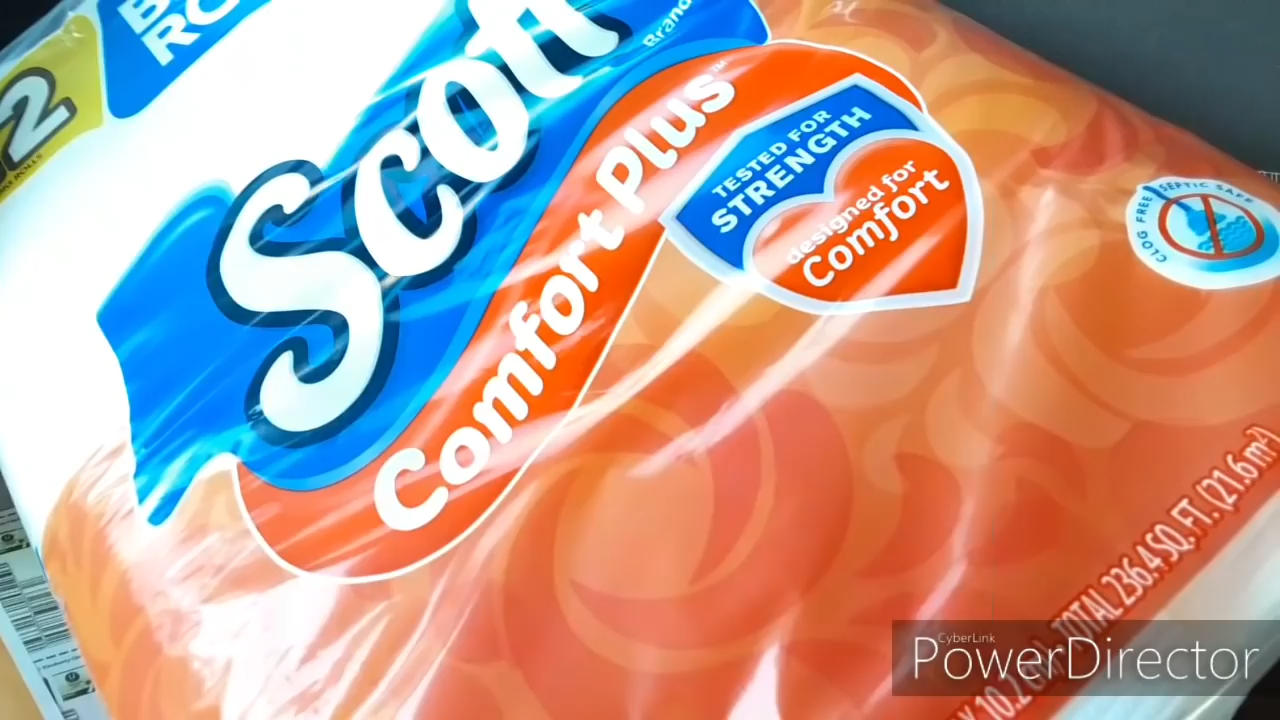 2
Scott
Brand
Comfort Plus™
TESTED FOR
STRENGTH
designed for
Comfort
CLOG FREE SEPTIC SAFE
TOTAL 236.4 SQ.FT. (21.6 m²)
CyberLink
PowerDirector